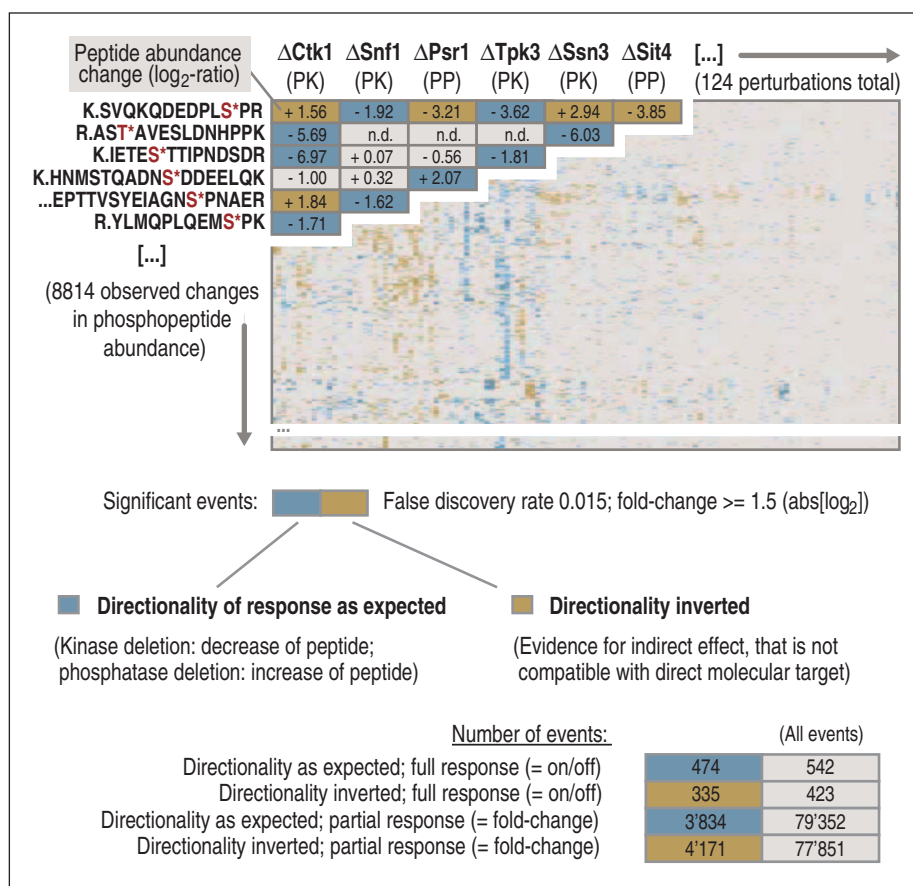 Peptide abundance
change (log2-ratio)
ΔCtk1 ΔSnf1 ΔPsr1 ΔTpk3 ΔSsn3 ΔSit4 [...]
(PK) (PK) (PP) (PK) (PK) (PP) (124 perturbations total)
K.SVQKQDEDPLS*PR + 1.56 - 1.92 - 3.21 - 3.62 + 2.94 - 3.85
R.AST*AVESLDNHPPK - 5.69 n.d. n.d. n.d. - 6.03
K.IETES*TTIPNDSDR - 6.97 + 0.07 - 0.56 - 1.81
K.HNMSTQADNS*DDEELQK - 1.00 + 0.32 + 2.07
...EPTTVSYEIAGNS*PNAER + 1.84 - 1.62
R.YLMQPLQEMS*PK - 1.71
[...]
(8814 observed changes
in phosphopeptide
abundance)
...
Significant events: False discovery rate 0.015; fold-change >= 1.5 (abs[log2])
Directionality of response as expected
(Kinase deletion: decrease of peptide;
phosphatase deletion: increase of peptide)
Directionality inverted
(Evidence for indirect effect, that is not
compatible with direct molecular target)
Number of events: (All events)
Directionality as expected; full response (= on/off) 474 542
Directionality inverted; full response (= on/off) 335 423
Directionality as expected; partial response (= fold-change) 3'834 79'352
Directionality inverted; partial response (= fold-change) 4'171 77'851